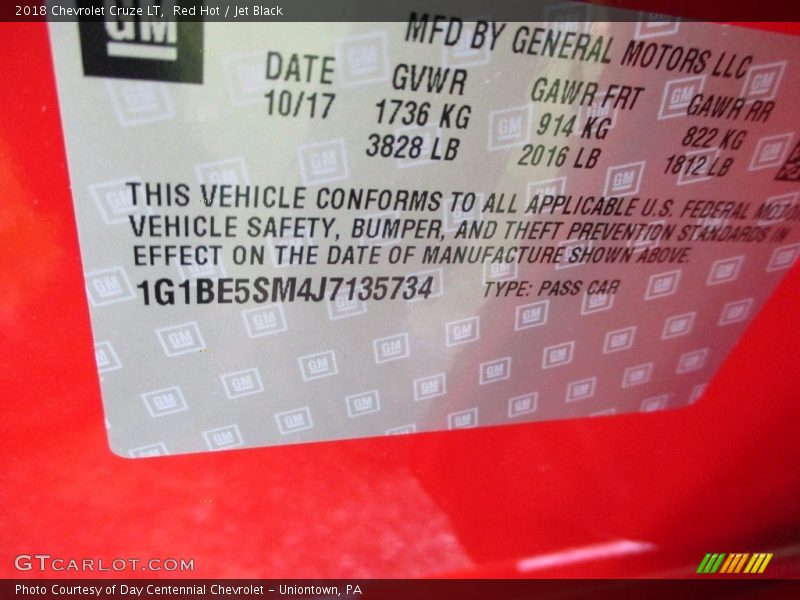 2018 Chevrolet Cruze LT, Red Hot / Jet Black
GM
MFD BY GENERAL MOTORS LLC
DATE GVWR GAWR FRT GAWR RR
10/17 1736 KG 914 KG 822 KG
3828 LB 2016 LB 1812 LB
THIS VEHICLE CONFORMS TO ALL APPLICABLE U.S. FEDERAL MOTOR
VEHICLE SAFETY, BUMPER, AND THEFT PREVENTION STANDARDS IN
EFFECT ON THE DATE OF MANUFACTURE SHOWN ABOVE.
1G1BE5SM4J7135734 TYPE: PASS CAR
GTCARLOT.COM
Photo Courtesy of Day Centennial Chevrolet - Uniontown, PA